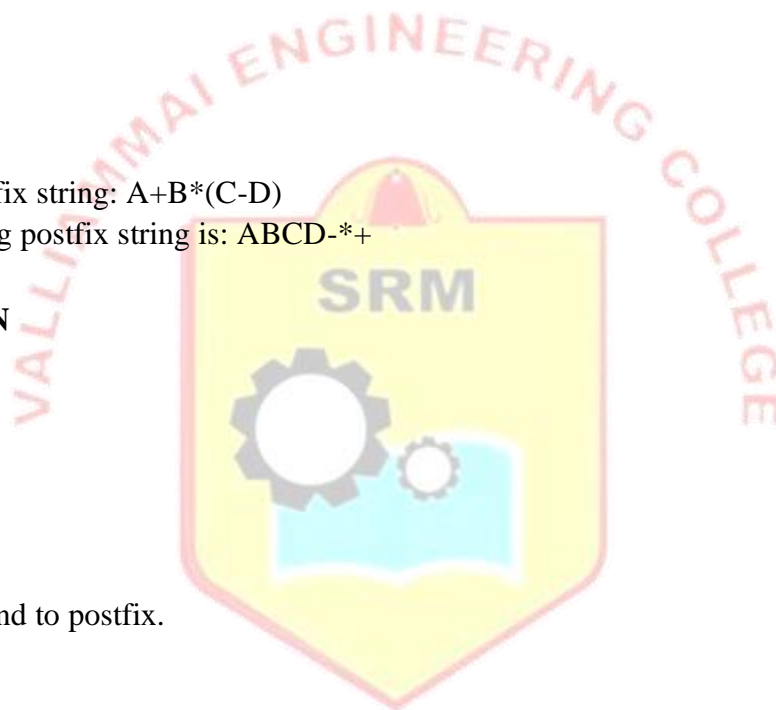 VALLIAMMAI ENGINEERING COLLEGE
fix string: A+B*(C-D)
g postfix string is: ABCD-*+
SRM
N
nd to postfix.